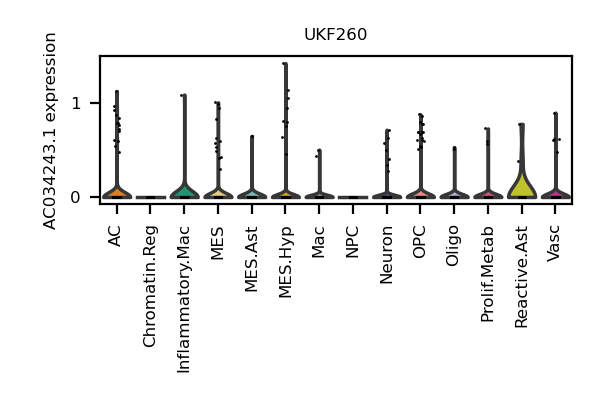 UKF260
AC034243.1 expression
1
0
AC
Chromatin.Reg
Inflammatory.Mac
MES
MES.Ast
MES.Hyp
Mac
NPC
Neuron
OPC
Oligo
Prolif.Metab
Reactive.Ast
Vasc